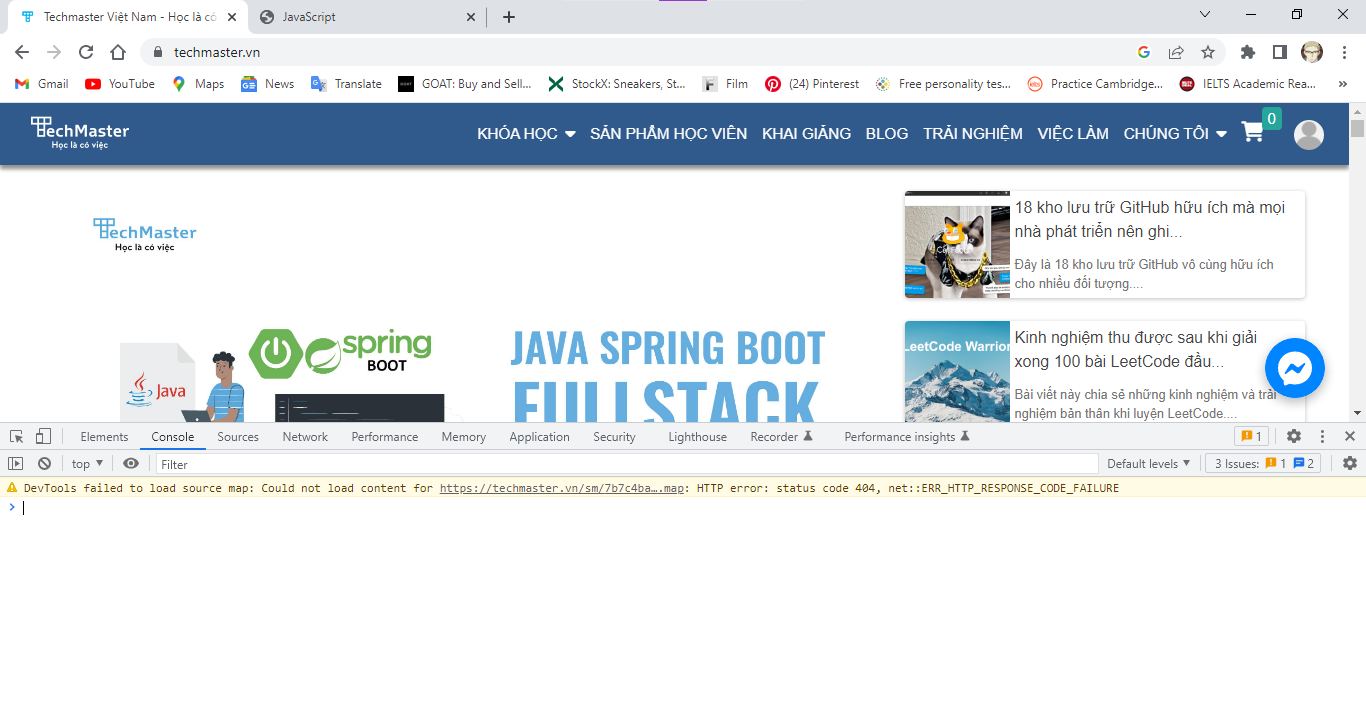 Techmaster Việt Nam - Học là có
JavaScript
techmaster.vn
Gmail YouTube Maps News Translate GOAT: Buy and Sell... StockX: Sneakers, St... Film (24) Pinterest Free personality tes... Practice Cambridge... IELTS Academic Rea... »
TechMaster
Học là có việc
KHÓA HỌC SẢN PHẨM HỌC VIÊN KHAI GIẢNG BLOG TRẢI NGHIỆM VIỆC LÀM CHÚNG TÔI 0
TechMaster
Học là có việc
Java
spring
BOOT
JAVA SPRING BOOT
FULLSTACK
18 kho lưu trữ GitHub hữu ích mà mọi
nhà phát triển nên ghi...
Đây là 18 kho lưu trữ GitHub vô cùng hữu ích
cho nhiều đối tượng....
LeetCode Warrior
Kinh nghiệm thu được sau khi giải
xong 100 bài LeetCode đầu...
Bài viết này chia sẻ những kinh nghiệm và trải
nghiệm bản thân khi luyện LeetCode....
Elements Console Sources Network Performance Memory Application Security Lighthouse Recorder Performance insights 1
top Filter Default levels 3 Issues: 1 2
DevTools failed to load source map: Could not load content for https://techmaster.vn/sm/7b7c4ba….map: HTTP error: status code 404, net::ERR_HTTP_RESPONSE_CODE_FAILURE
>